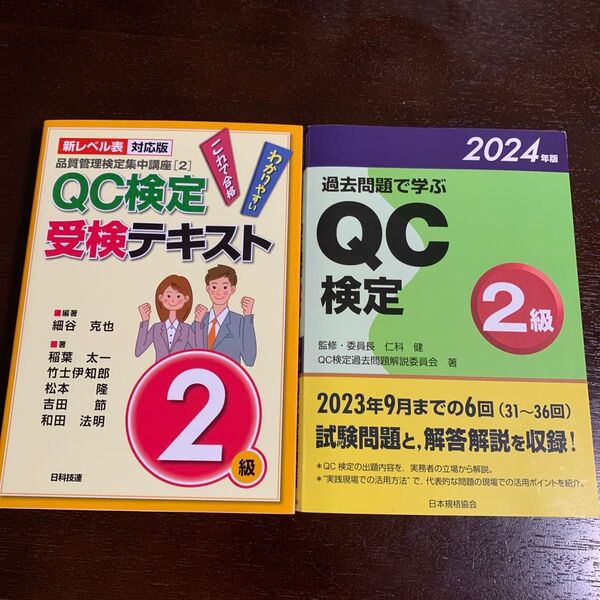 新レベル表 対応版
品質管理検定集中講座[2]
これで合格
わかりやすい
QC検定
受検テキスト
■編著
細谷 克也
■著
稲葉 太一
竹士伊知郎
松本 隆
吉田 節
和田 法明
2級
日科技連
2024年版
過去問題で学ぶ
QC
検定
2級
監修・委員長 仁科 健
QC検定過去問題解説委員会 著
2023年9月までの6回(31〜36回)
試験問題と,解答解説を収録!
*QC検定の出題内容を、実務者の立場から解説。
*“実践現場での活用方法”で、代表的な問題の現場での活用ポイントを紹介。
日本規格協会